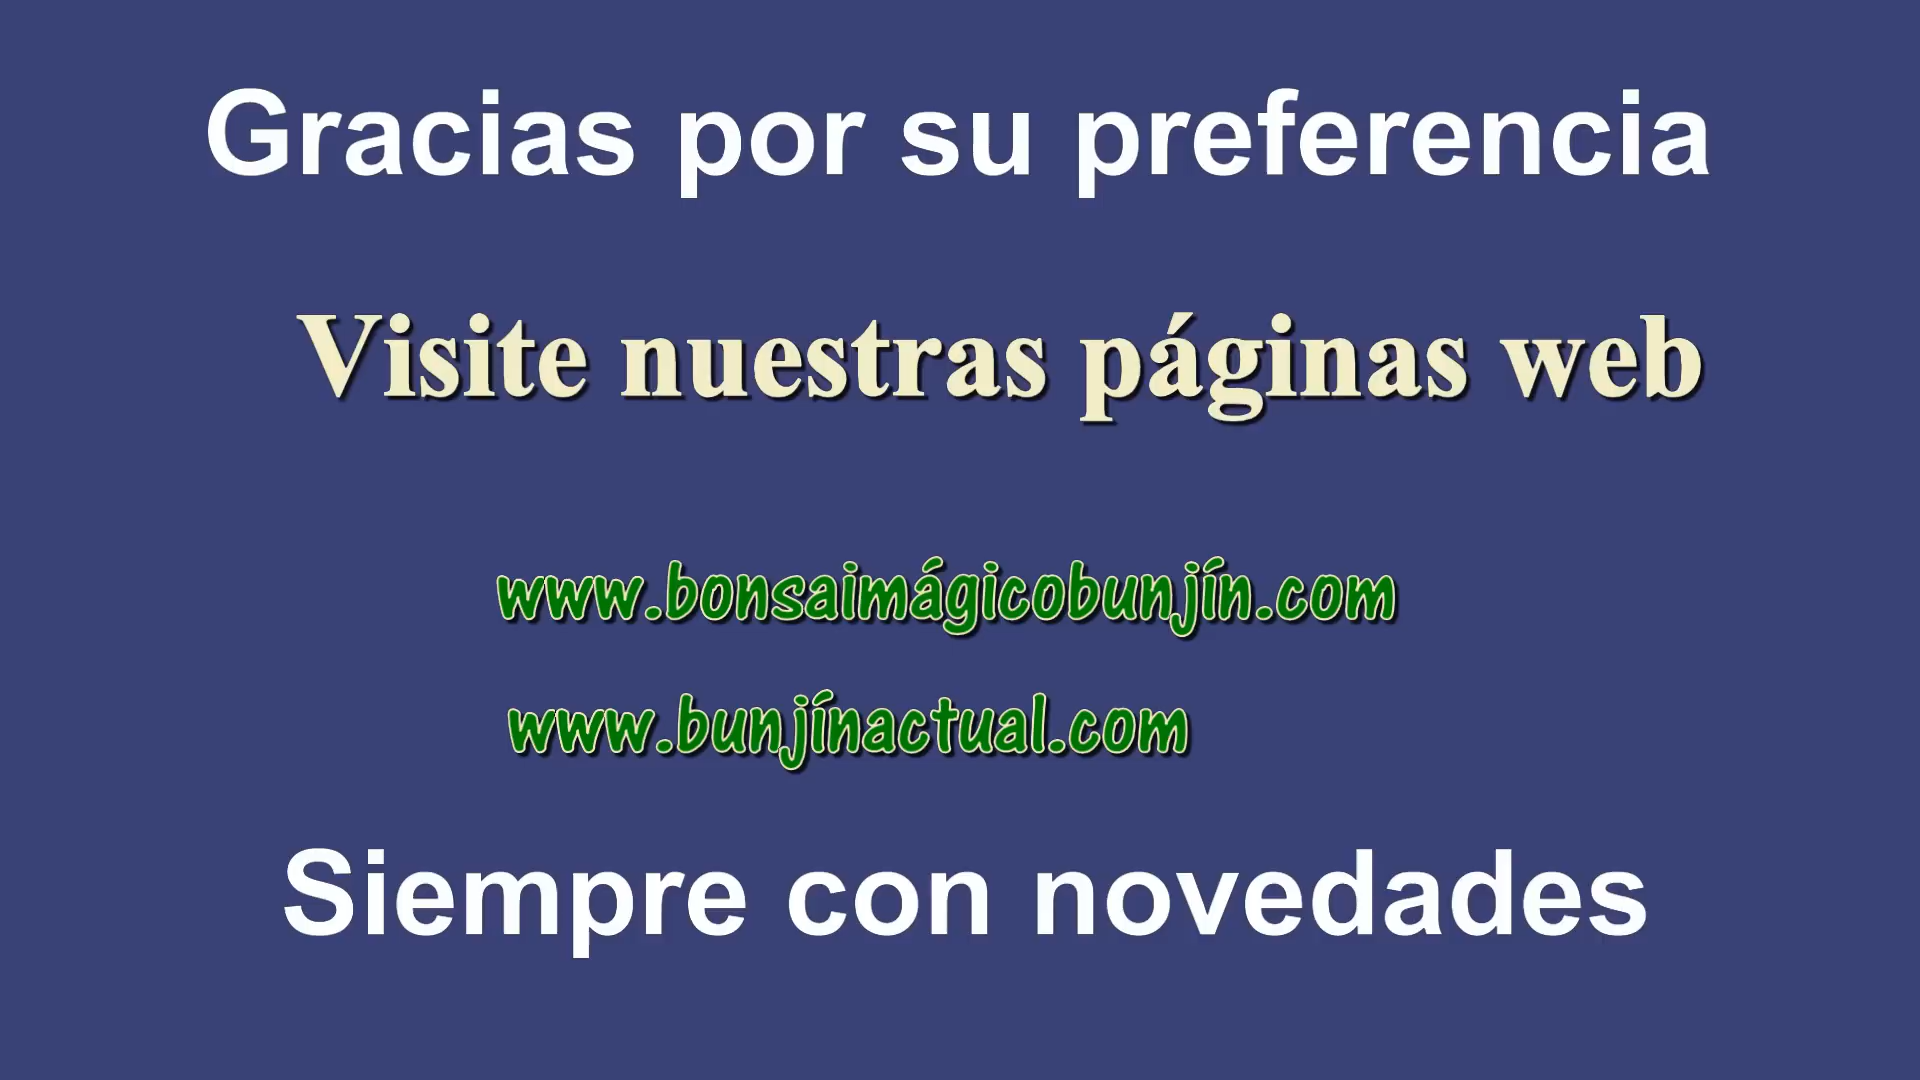 Gracias por su preferencia
Visite nuestras páginas web
www.bonsaimágicobunjín.com
www.bunjínactual.com
Siempre con novedades